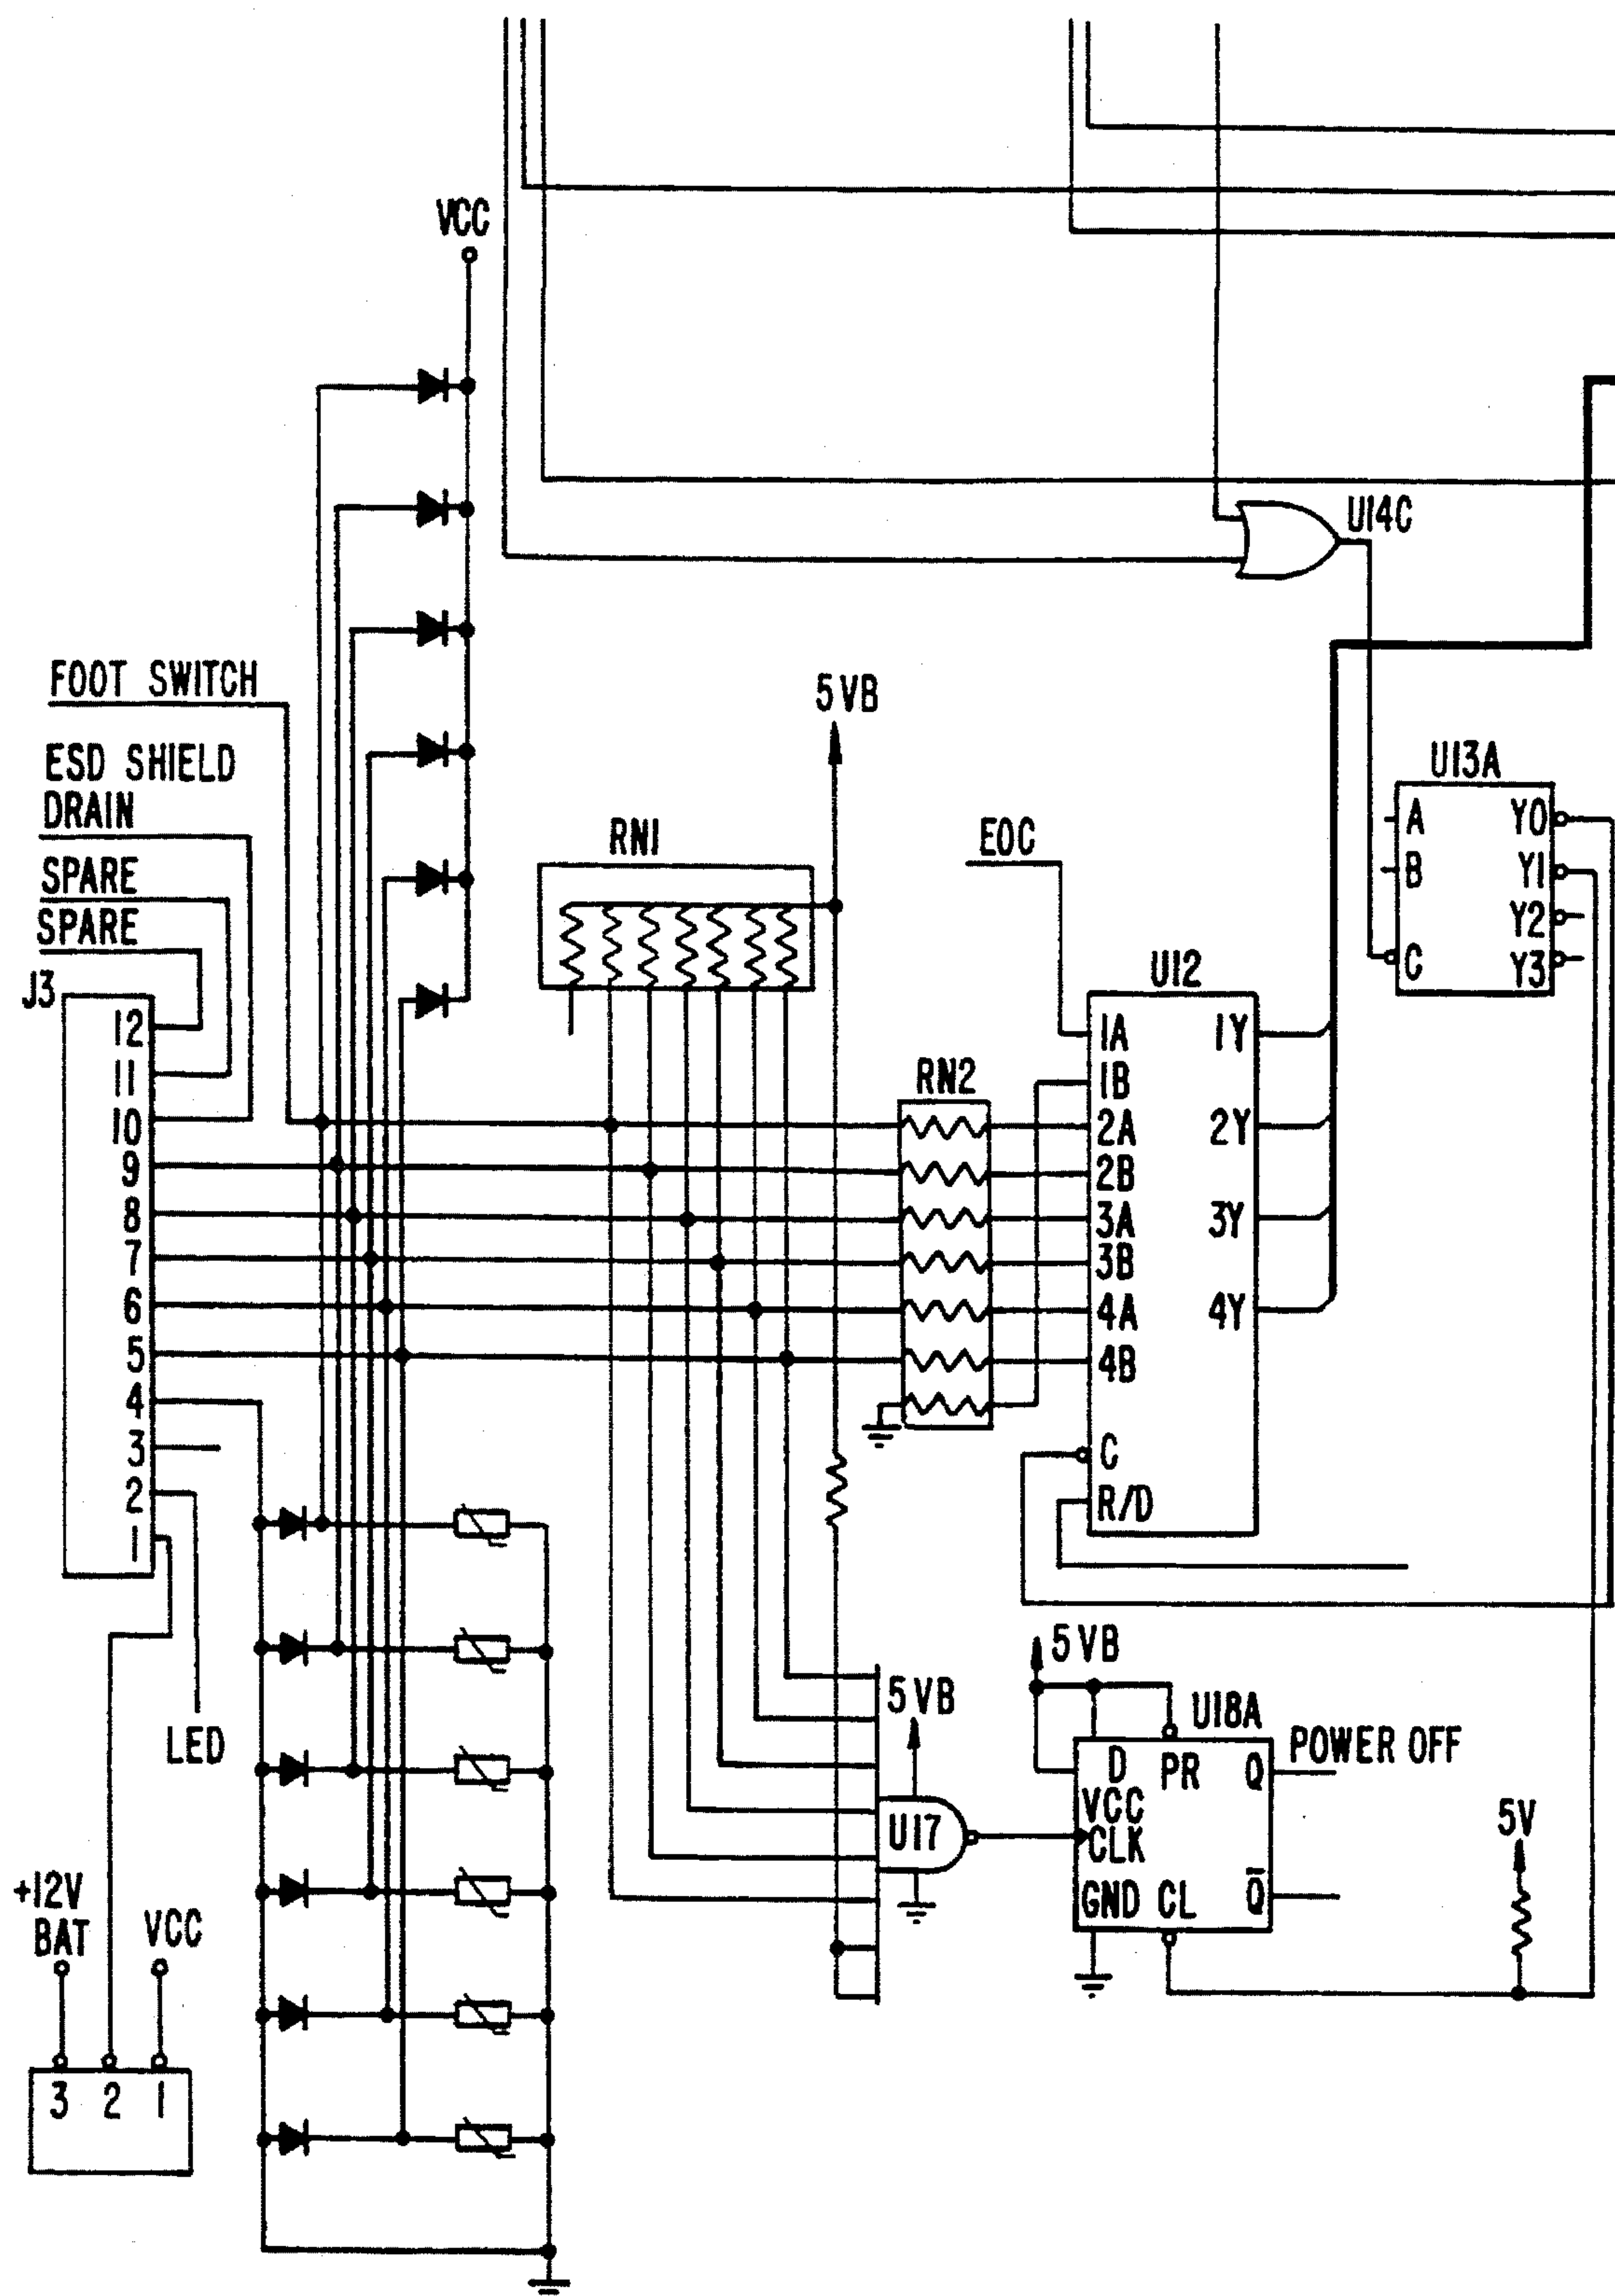 VCC
U14C
FOOT SWITCH
5VB
ESD SHIELD
DRAIN
U13A
A
Y0
B
Y1
Y2
C
Y3
RN1
EOC
SPARE
SPARE
J3
12
11
10
9
8
7
6
5
4
3
2
1
U12
1A
1Y
1B
2A
2Y
2B
3A
3Y
3B
4A
4Y
4B
C
R/D
RN2
LED
5VB
5VB
U18A
D
PR
Q
POWER OFF
VCC
CLK
U17
GND
CL
Q̅
5V
+12V
BAT
VCC
3
2
1